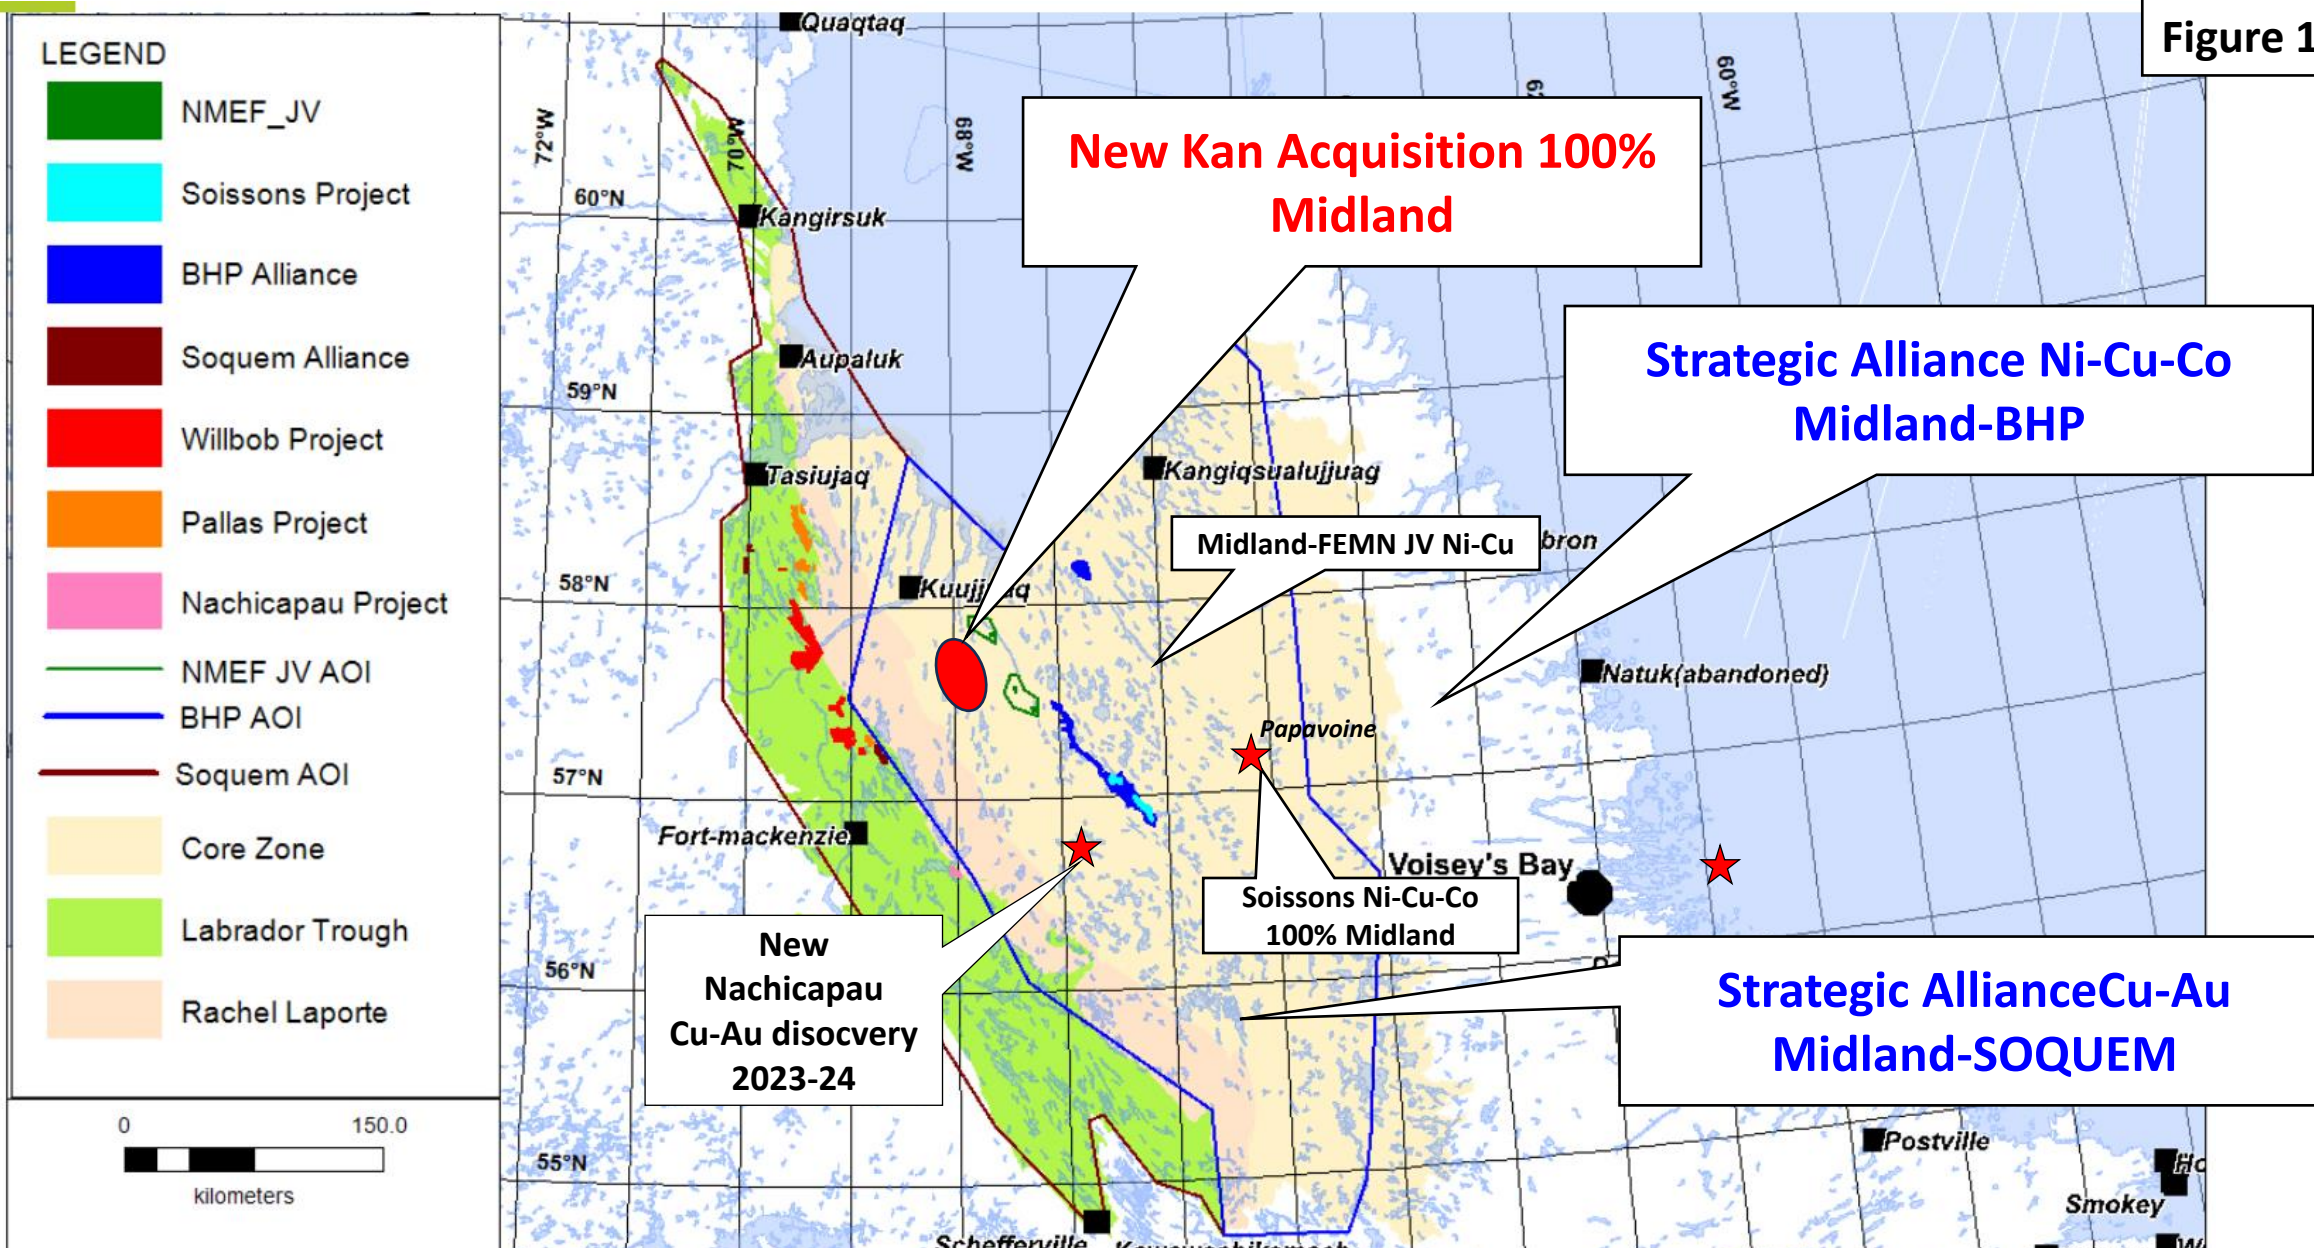 Figure 1
LEGEND
NMEF_JV
Soissons Project
BHP Alliance
Soquem Alliance
Willbob Project
Pallas Project
Nachicapau Project
NMEF JV AOI
BHP AOI
Soquem AOI
Core Zone
Labrador Trough
Rachel Laporte
0 150.0
kilometers
Quaqtaq
72°W
70°W
68°W
60°W
60°N
59°N
58°N
57°N
56°N
55°N
New Kan Acquisition 100%
Midland
Kangirsuk
Strategic Alliance Ni-Cu-Co
Midland-BHP
Aupaluk
Tasiujaq
Kangiqsualujjuag
Midland-FEMN JV Ni-Cu
bron
Natuk(abandoned)
Papavoine
Fort-mackenzie
Voisey's Bay
Soissons Ni-Cu-Co
100% Midland
New
Nachicapau
Cu-Au disocvery
2023-24
Strategic AllianceCu-Au
Midland-SOQUEM
Postville
Smokey
Schefferville